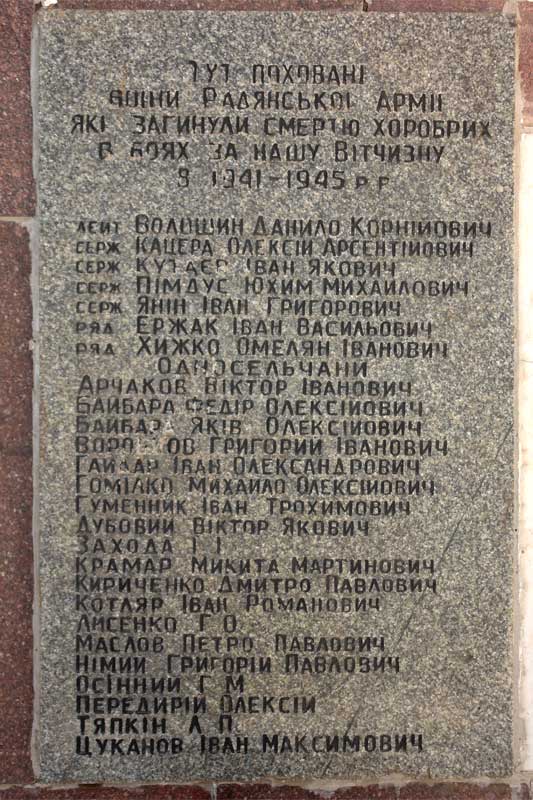 ТУТ ПОХОВАНІ
ВОЇНИ РАДЯНСЬКОЇ АРМІЇ
ЯКІ ЗАГИНУЛИ СМЕРТЮ ХОРОБРИХ
В БОЯХ ЗА НАШУ ВІТЧИЗНУ
В 1941-1945 Р Р
ЛЕЙТ ВОЛОШИН ДАНИЛО КОРНІЙОВИЧ
СЕРЖ КАЦЕРА ОЛЕКСІЙ АРСЕНТІЙОВИЧ
СЕРЖ ІВАН ЯКОВИЧ
СЕРЖ ПІМДУС ЮХИМ МИХАЙЛОВИЧ
СЕРЖ ЯНІН ІВАН ГРИГОРОВИЧ
РЯД ЕРЖАК ІВАН ВАСИЛЬОВИЧ
РЯД ХИЖКО ОМЕЛЯН ІВАНОВИЧ
ОДНОСЕЛЬЧАНИ
АРЧАКОВ ВІКТОР ІВАНОВИЧ
БАЙБАРА ФЕДІР ОЛЕКСІЙОВИЧ
БАЙБАРА ЯКІВ ОЛЕКСІЙОВИЧ
ГРИГОРИЙ ІВАНОВИЧ
ГАЙДАР ІВАН ОЛЕКСАНДРОВИЧ
ГОМІЛКО МИХАЙЛО ОЛЕКСІЙОВИЧ
ГУМЕННИК ІВАН ТРОХИМОВИЧ
ДУБОВИЙ ВІКТОР ЯКОВИЧ
ЗАХОДА І І
КРАМАР МИКИТА МАРТИНОВИЧ
КИРИЧЕНКО ДМИТРО ПАВЛОВИЧ
КОТЛЯР ІВАН РОМАНОВИЧ
ЛИСЕНКО Г О
МАСЛОВ ПЕТРО ПАВЛОВИЧ
НІМИЙ ГРИГОРІЙ ПАВЛОВИЧ
ОСІННИЙ Г М
ПЕРЕДИРІЙ ОЛЕКСІЙ
ТЯПКІН Л П
ЦУКАНОВ ІВАН МАКСИМОВИЧ